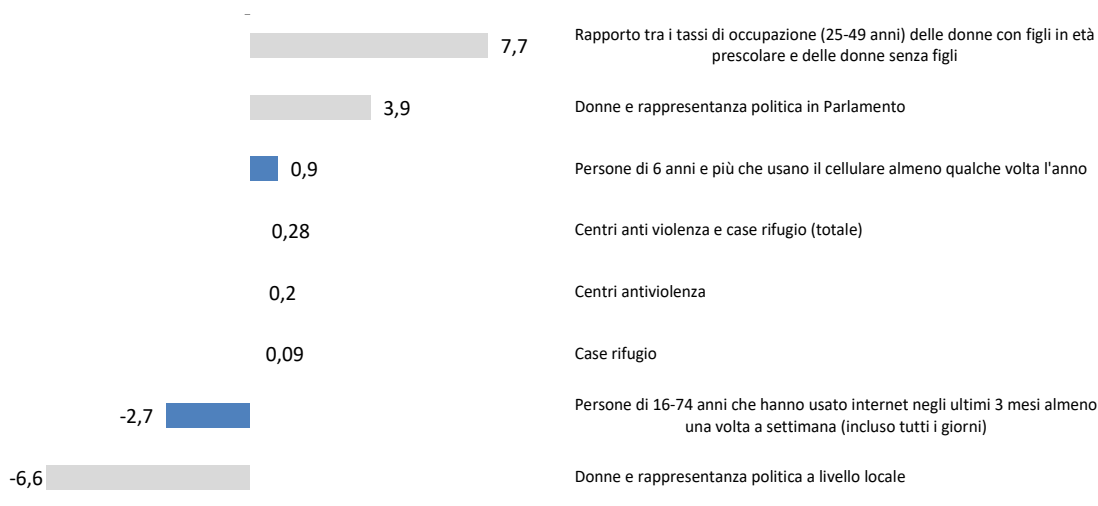 7,7
Rapporto tra i tassi di occupazione (25-49 anni) delle donne con figli in età
prescolare e delle donne senza figli
3,9
Donne e rappresentanza politica in Parlamento
0,9
Persone di 6 anni e più che usano il cellulare almeno qualche volta l'anno
0,28
Centri anti violenza e case rifugio (totale)
0,2
Centri antiviolenza
0,09
Case rifugio
-2,7
Persone di 16-74 anni che hanno usato internet negli ultimi 3 mesi almeno
una volta a settimana (incluso tutti i giorni)
-6,6
Donne e rappresentanza politica a livello locale